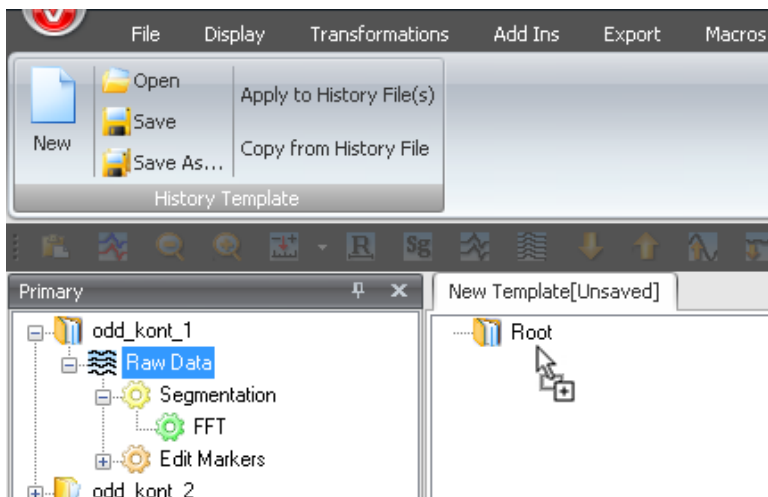 File Display Transformations Add Ins Export Macros
New
Open
Save
Save As...
Apply to History File(s)
Copy from History File
History Template
R Sg
Primary
odd_kont_1
Raw Data
Segmentation
FFT
Edit Markers
odd_kont_2
New Template[Unsaved]
Root